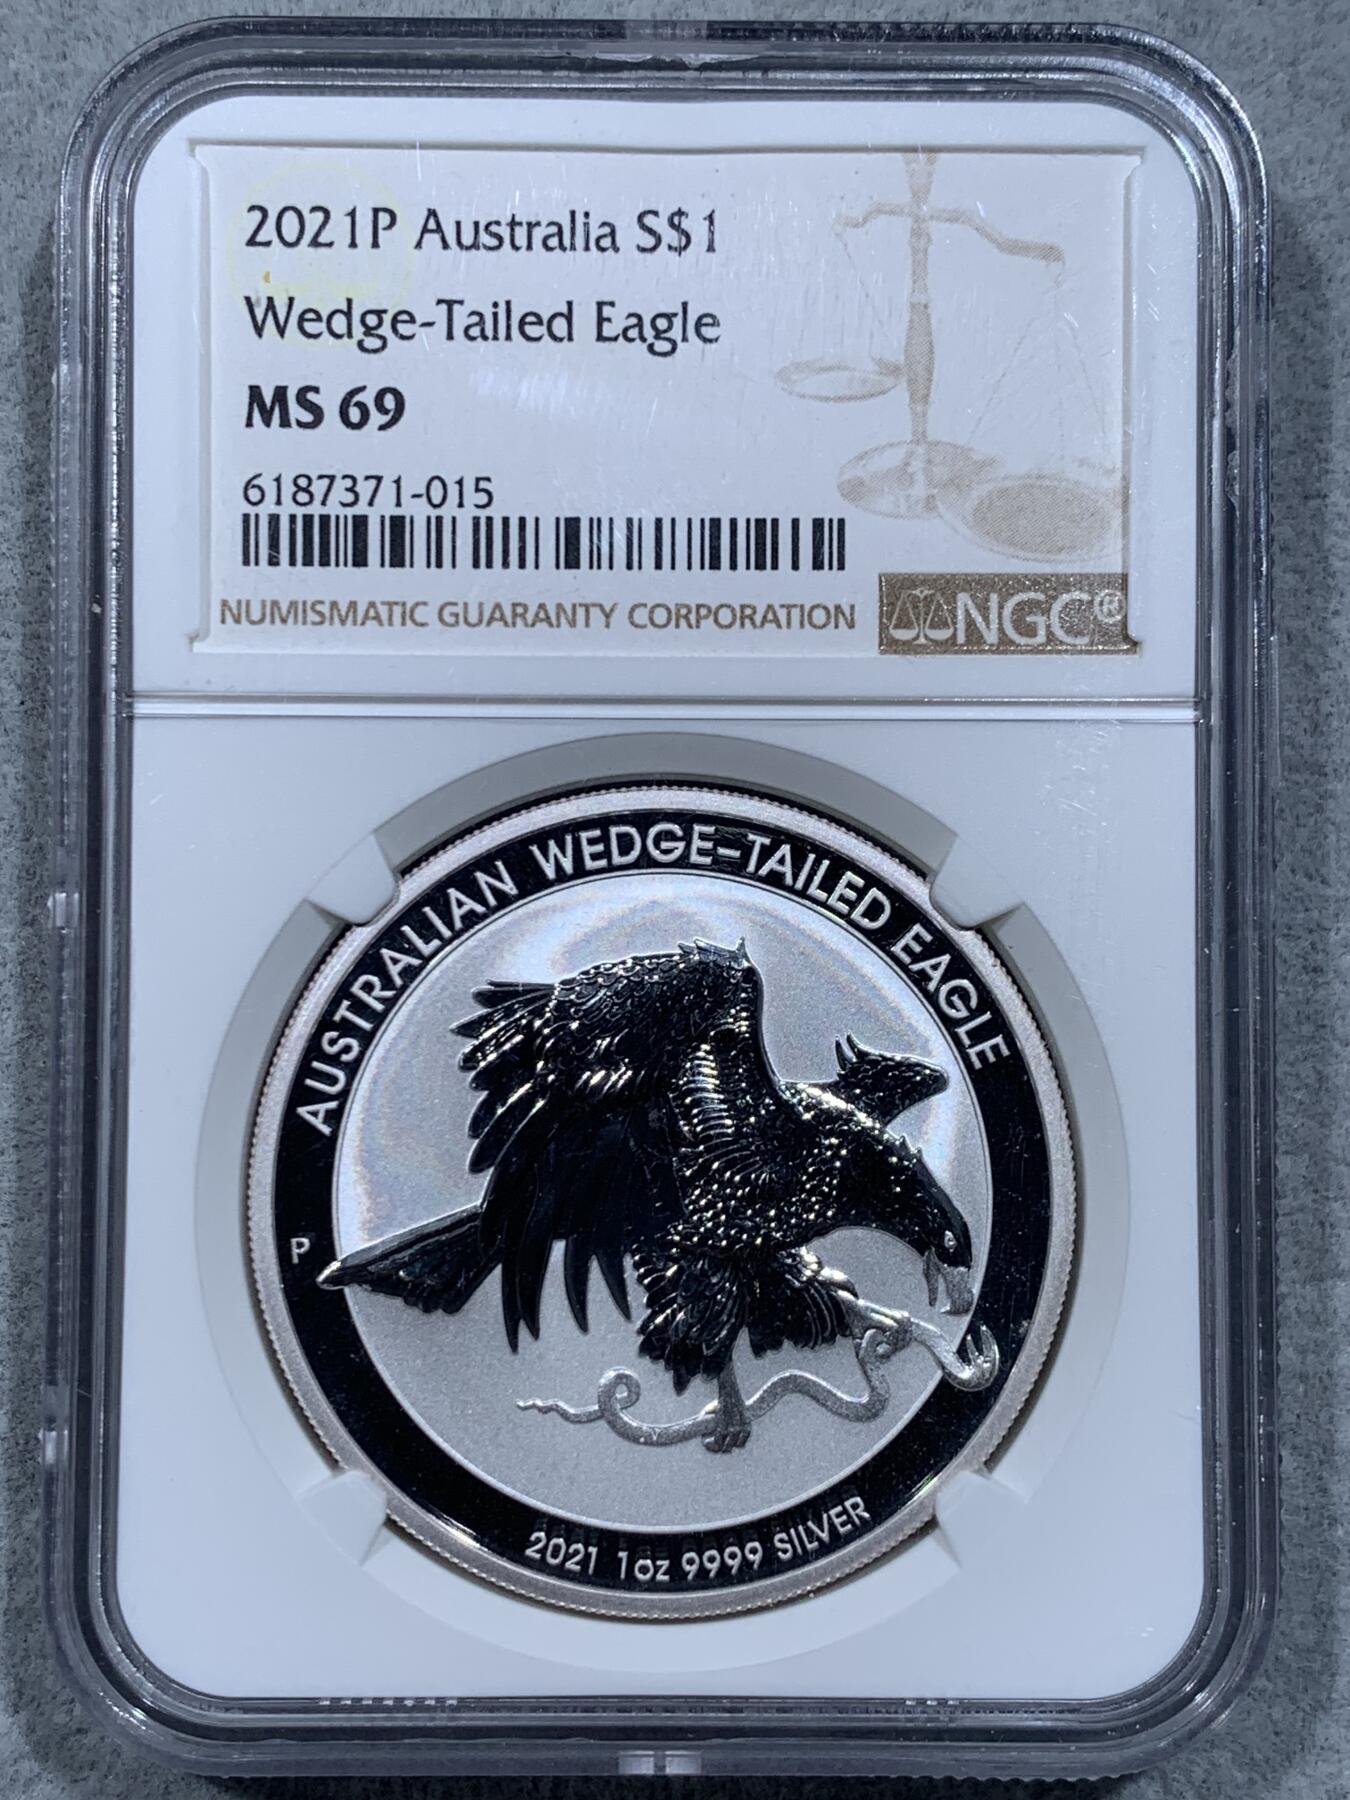 2021P Australia S$1
Wedge-Tailed Eagle
MS 69
6187371-015
NUMISMATIC GUARANTY CORPORATION
NGC®
AUSTRALIAN WEDGE-TAILED EAGLE
P
2021 1oz 9999 SILVER